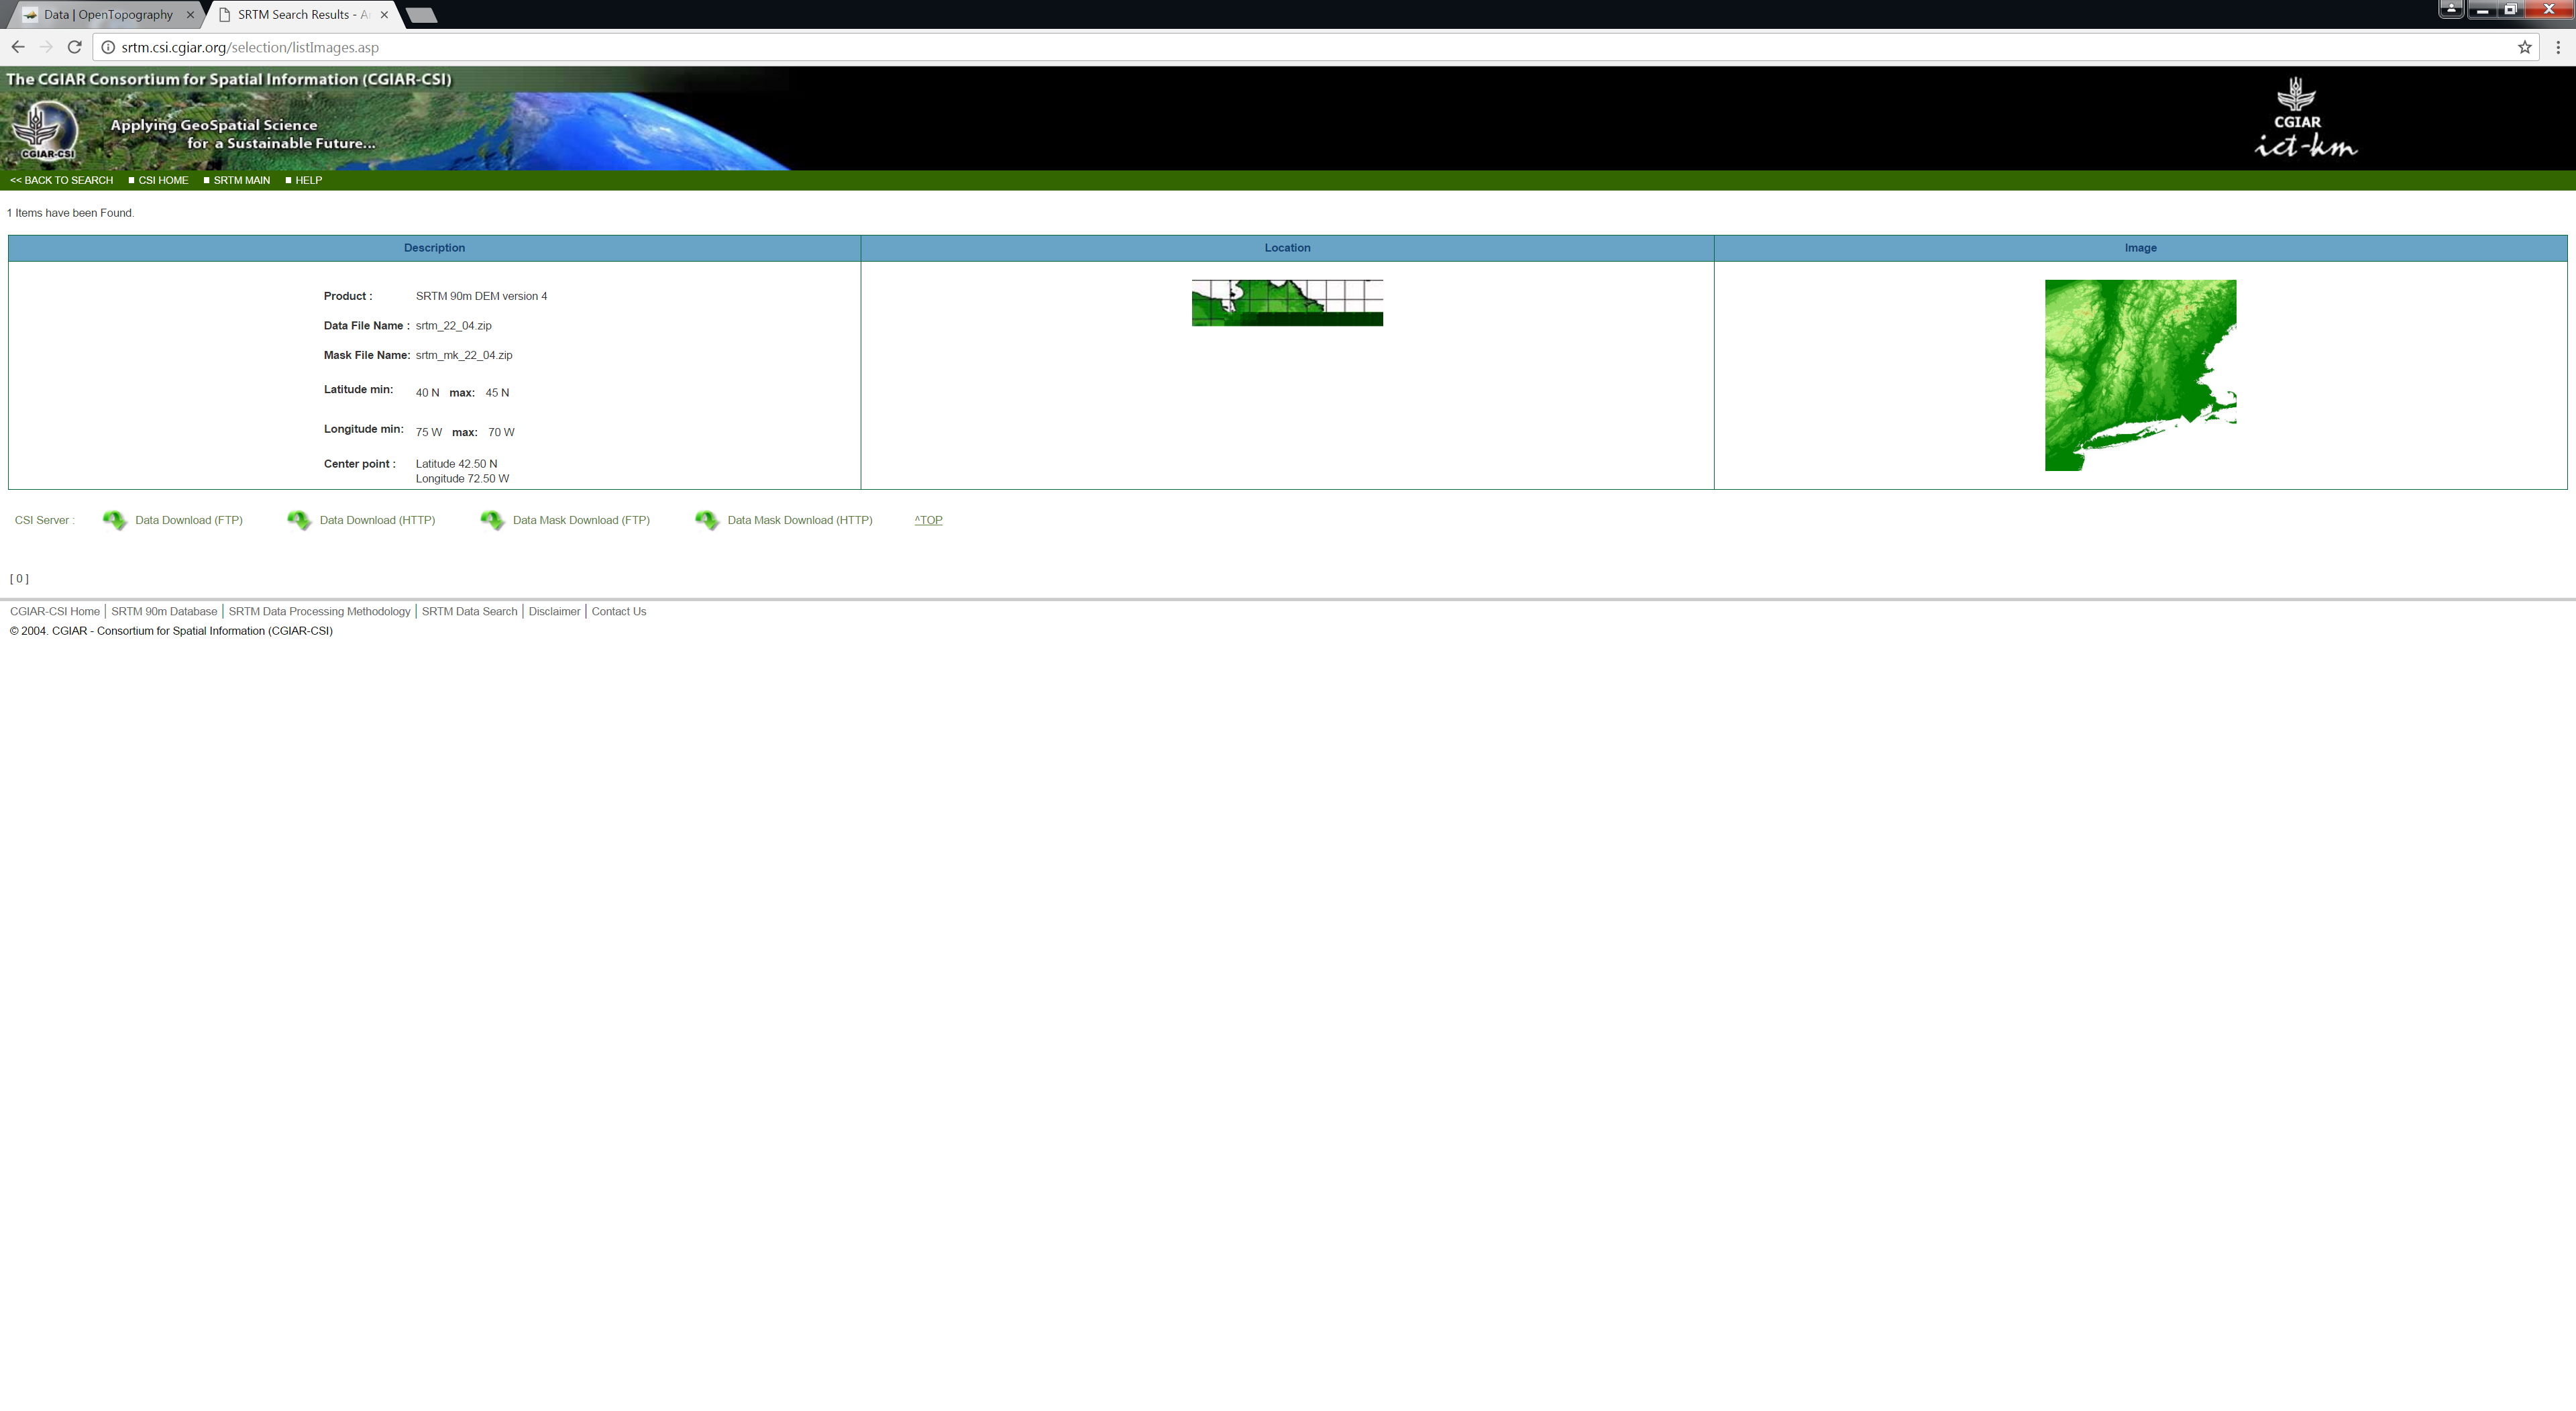 Data | OpenTopography
SRTM Search Results - A
srtm.csi.cgiar.org/selection/listImages.asp
The CGIAR Consortium for Spatial Information (CGIAR-CSI)
Applying GeoSpatial Science
for a Sustainable Future...
CGIAR-CSI
CGIAR
ict-km
<< BACK TO SEARCH CSI HOME SRTM MAIN HELP
1 Items have been Found.
Description Location Image
Product : SRTM 90m DEM version 4
Data File Name : srtm_22_04.zip
Mask File Name: srtm_mk_22_04.zip
Latitude min: 40 N max: 45 N
Longitude min: 75 W max: 70 W
Center point : Latitude 42.50 N
Longitude 72.50 W
CSI Server : Data Download (FTP) Data Download (HTTP) Data Mask Download (FTP) Data Mask Download (HTTP) ^TOP
[ 0 ]
CGIAR-CSI Home | SRTM 90m Database | SRTM Data Processing Methodology | SRTM Data Search | Disclaimer | Contact Us
© 2004. CGIAR - Consortium for Spatial Information (CGIAR-CSI)